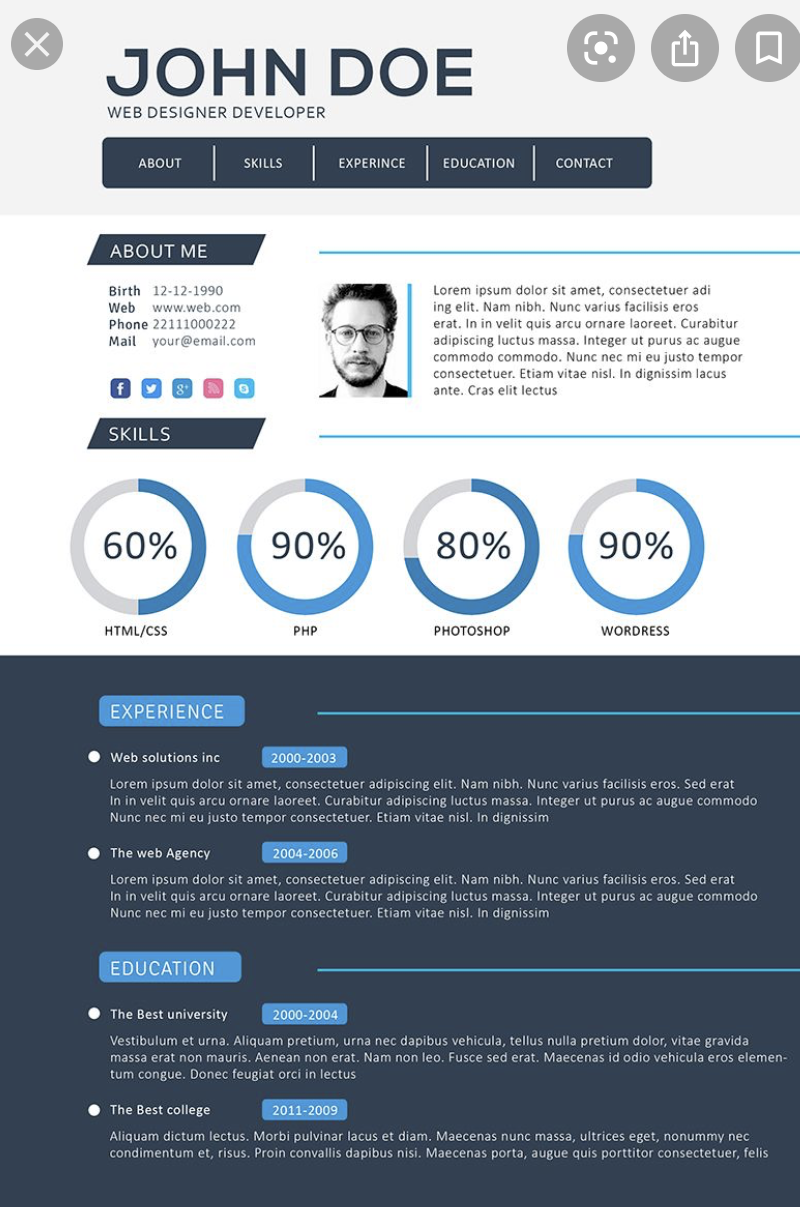 JOHN DOE
WEB DESIGNER DEVELOPER
ABOUT SKILLS EXPERINCE EDUCATION CONTACT
ABOUT ME
Birth 12-12-1990
Web www.web.com
Phone 22111000222
Mail your@email.com
Lorem ipsum dolor sit amet, consectetuer adi
ing elit. Nam nibh. Nunc varius facilisis eros
erat. In in velit quis arcu ornare laoreet. Curabitur
adipiscing luctus massa. Integer ut purus ac augue
commodo commodo. Nunc nec mi eu justo tempor
consectetuer. Etiam vitae nisl. In dignissim lacus
ante. Cras elit lectus
f g+
SKILLS
60% 90% 80% 90%
HTML/CSS PHP PHOTOSHOP WORDRESS
EXPERIENCE
Web solutions inc 2000-2003
Lorem ipsum dolor sit amet, consectetuer adipiscing elit. Nam nibh. Nunc varius facilisis eros. Sed erat
In in velit quis arcu ornare laoreet. Curabitur adipiscing luctus massa. Integer ut purus ac augue commodo
Nunc nec mi eu justo tempor consectetuer. Etiam vitae nisl. In dignissim
The web Agency 2004-2006
Lorem ipsum dolor sit amet, consectetuer adipiscing elit. Nam nibh. Nunc varius facilisis eros. Sed erat
In in velit quis arcu ornare laoreet. Curabitur adipiscing luctus massa. Integer ut purus ac augue commodo
Nunc nec mi eu justo tempor consectetuer. Etiam vitae nisl. In dignissim
EDUCATION
The Best university 2000-2004
Vestibulum et urna. Aliquam pretium, urna nec dapibus vehicula, tellus nulla pretium dolor, vitae gravida
massa erat non mauris. Aenean non erat. Nam non leo. Fusce sed erat. Maecenas id odio vehicula eros elemen-
tum congue. Donec feugiat orci in lectus
The Best college 2011-2009
Aliquam dictum lectus. Morbi pulvinar lacus et diam. Maecenas nunc massa, ultrices eget, nonummy nec
condimentum et, risus. Proin convallis dapibus nisi. Maecenas porta, augue quis porttitor consectetuer, felis